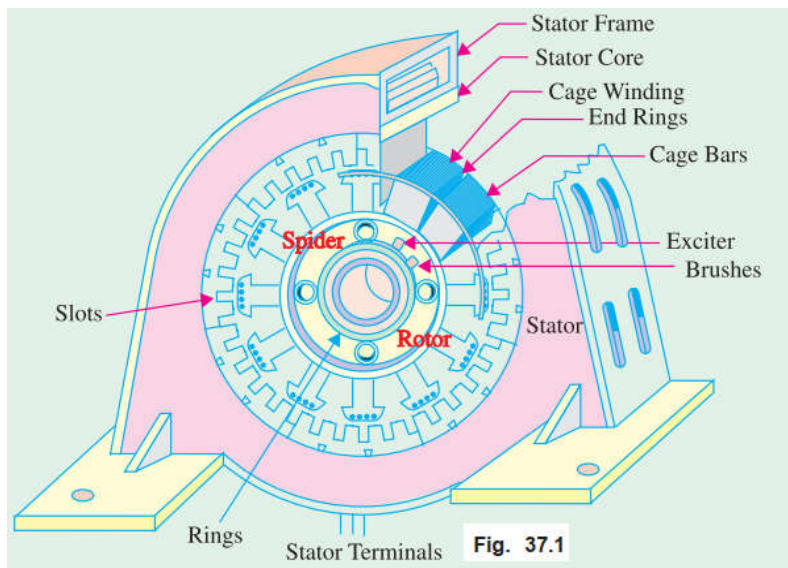 Stator Frame
Stator Core
Cage Winding
End Rings
Cage Bars
Spider
Exciter
Brushes
Slots
Stator
Rotor
Rings
Stator Terminals
Fig. 37.1